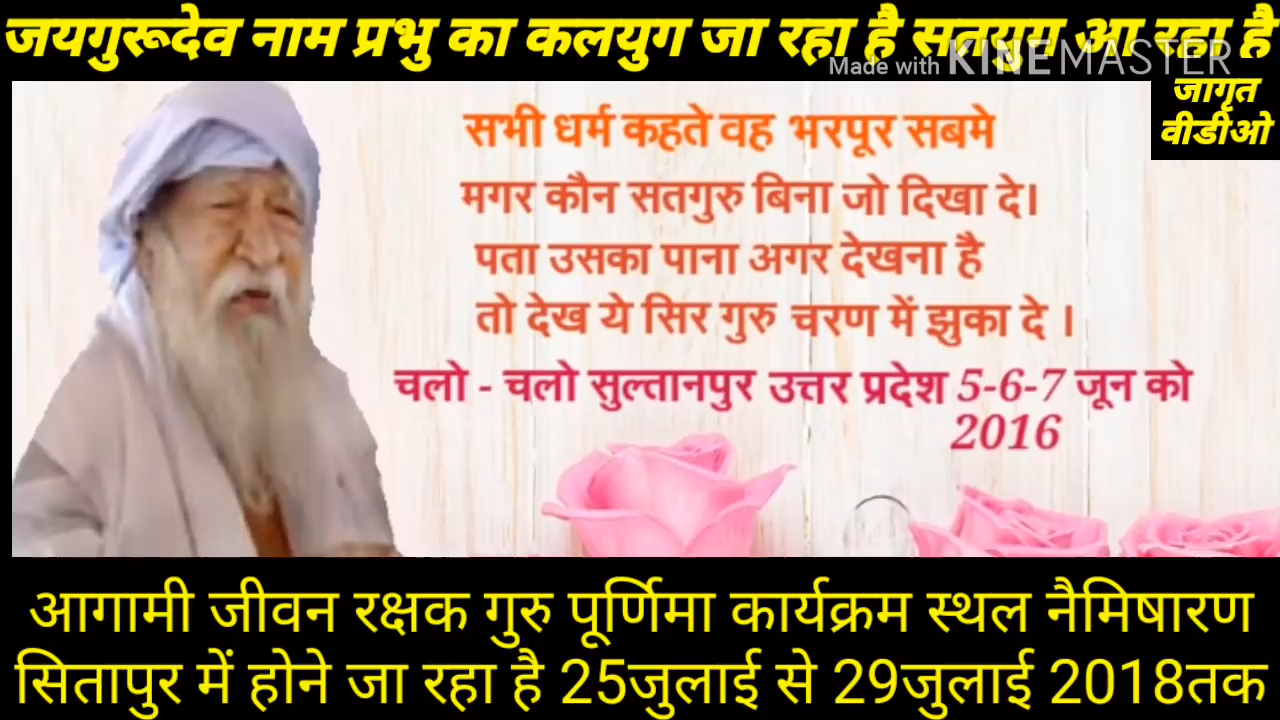 जयगुरूदेव नाम प्रभु का कलयुग जा रहा है सतयुग आ रहा है
Made with KINEMASTER
जागृत
वीडीओ
सभी धर्म कहते वह भरपूर सबमे
मगर कौन सतगुरु बिना जो दिखा दे।
पता उसका पाना अगर देखना है
तो देख ये सिर गुरु चरण में झुका दे ।
चलो - चलो सुल्तानपुर उत्तर प्रदेश 5-6-7 जून को
2016
आगामी जीवन रक्षक गुरु पूर्णिमा कार्यक्रम स्थल नैमिषारण
सितापुर में होने जा रहा है 25जुलाई से 29जुलाई 2018तक